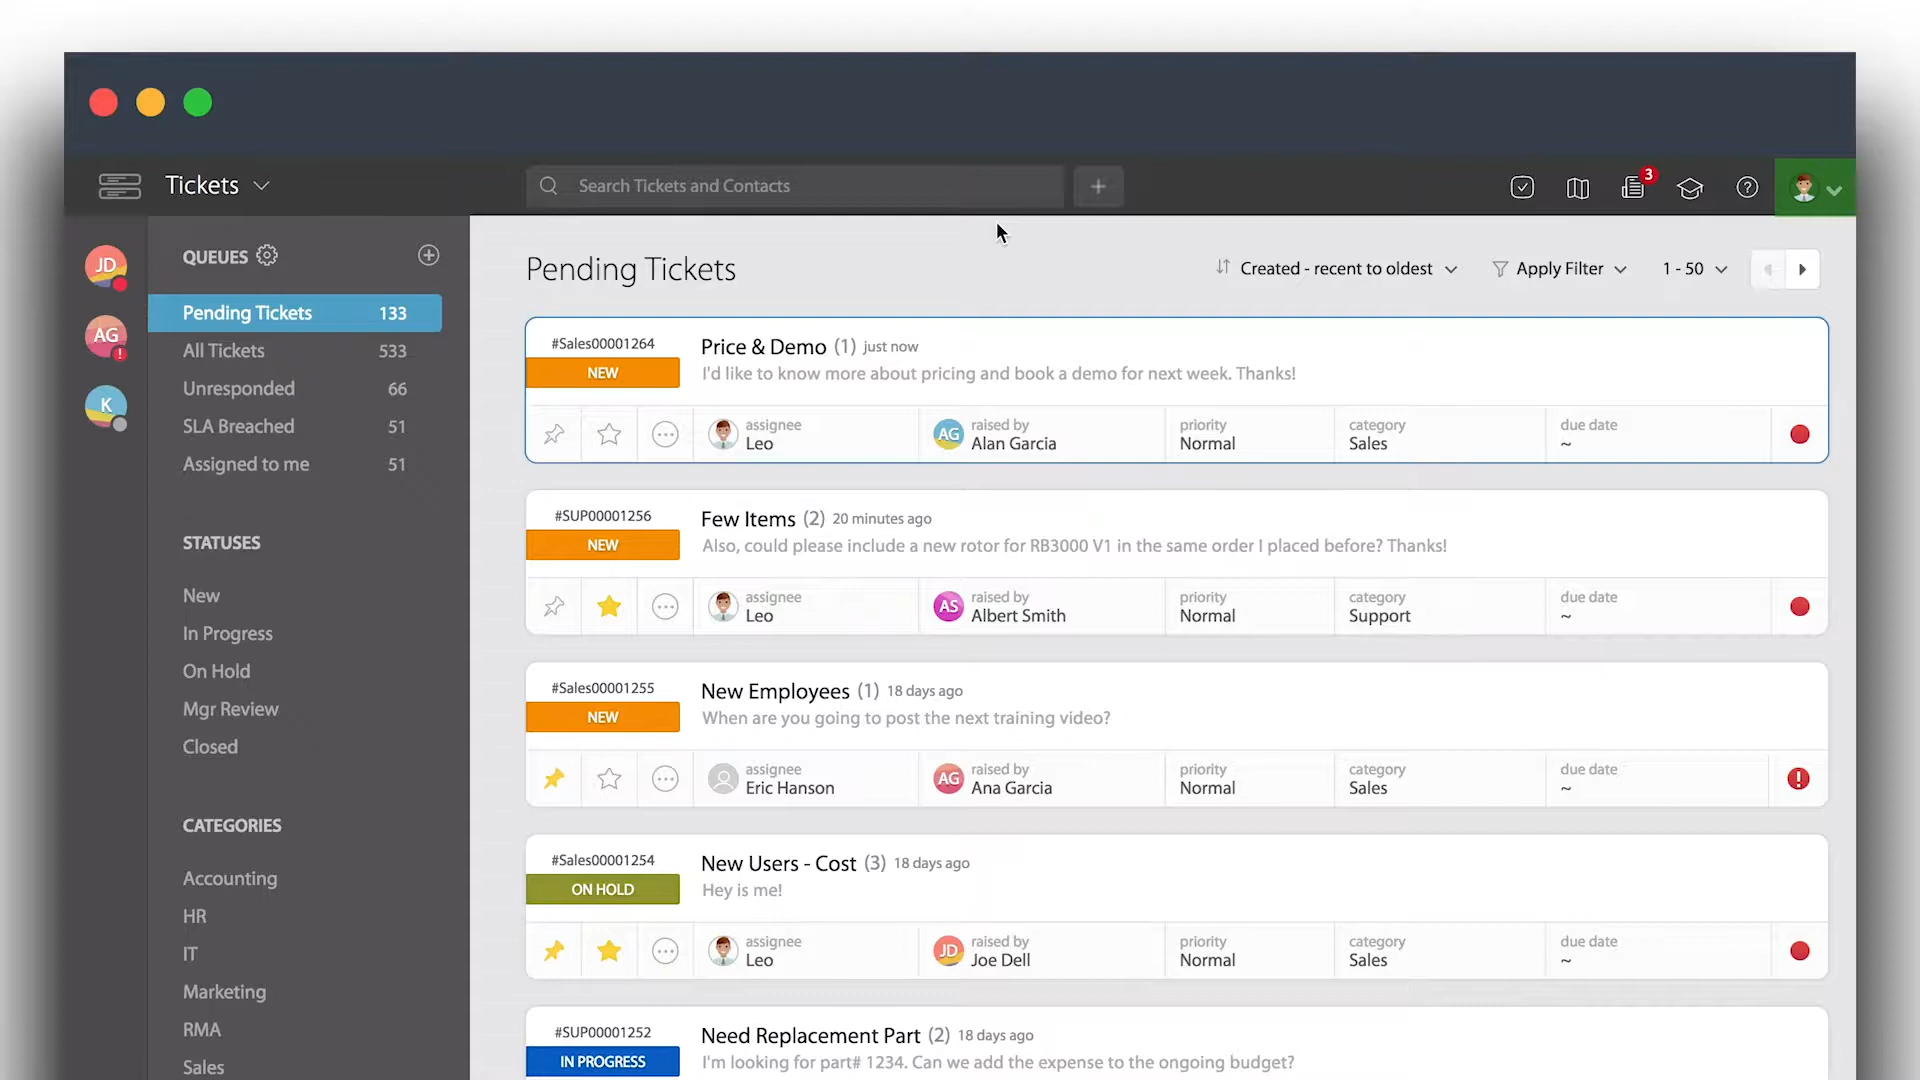 Tickets
Search Tickets and Contacts
+
3
?
JD
AG
!
K
QUEUES
Pending Tickets 133
All Tickets 533
Unresponded 66
SLA Breached 51
Assigned to me 51
STATUSES
New
In Progress
On Hold
Mgr Review
Closed
CATEGORIES
Accounting
HR
IT
Marketing
RMA
Sales
Pending Tickets
Created - recent to oldest
Apply Filter
1 - 50
#Sales00001264
NEW
Price & Demo (1) just now
I'd like to know more about pricing and book a demo for next week. Thanks!
assignee
Leo
AG
raised by
Alan Garcia
priority
Normal
category
Sales
due date
~
#SUP00001256
NEW
Few Items (2) 20 minutes ago
Also, could please include a new rotor for RB3000 V1 in the same order I placed before? Thanks!
assignee
Leo
AS
raised by
Albert Smith
priority
Normal
category
Support
due date
~
#Sales00001255
NEW
New Employees (1) 18 days ago
When are you going to post the next training video?
assignee
Eric Hanson
AG
raised by
Ana Garcia
priority
Normal
category
Sales
due date
~
!
#Sales00001254
ON HOLD
New Users - Cost (3) 18 days ago
Hey is me!
assignee
Leo
JD
raised by
Joe Dell
priority
Normal
category
Sales
due date
~
#SUP00001252
IN PROGRESS
Need Replacement Part (2) 18 days ago
I'm looking for part# 1234. Can we add the expense to the ongoing budget?